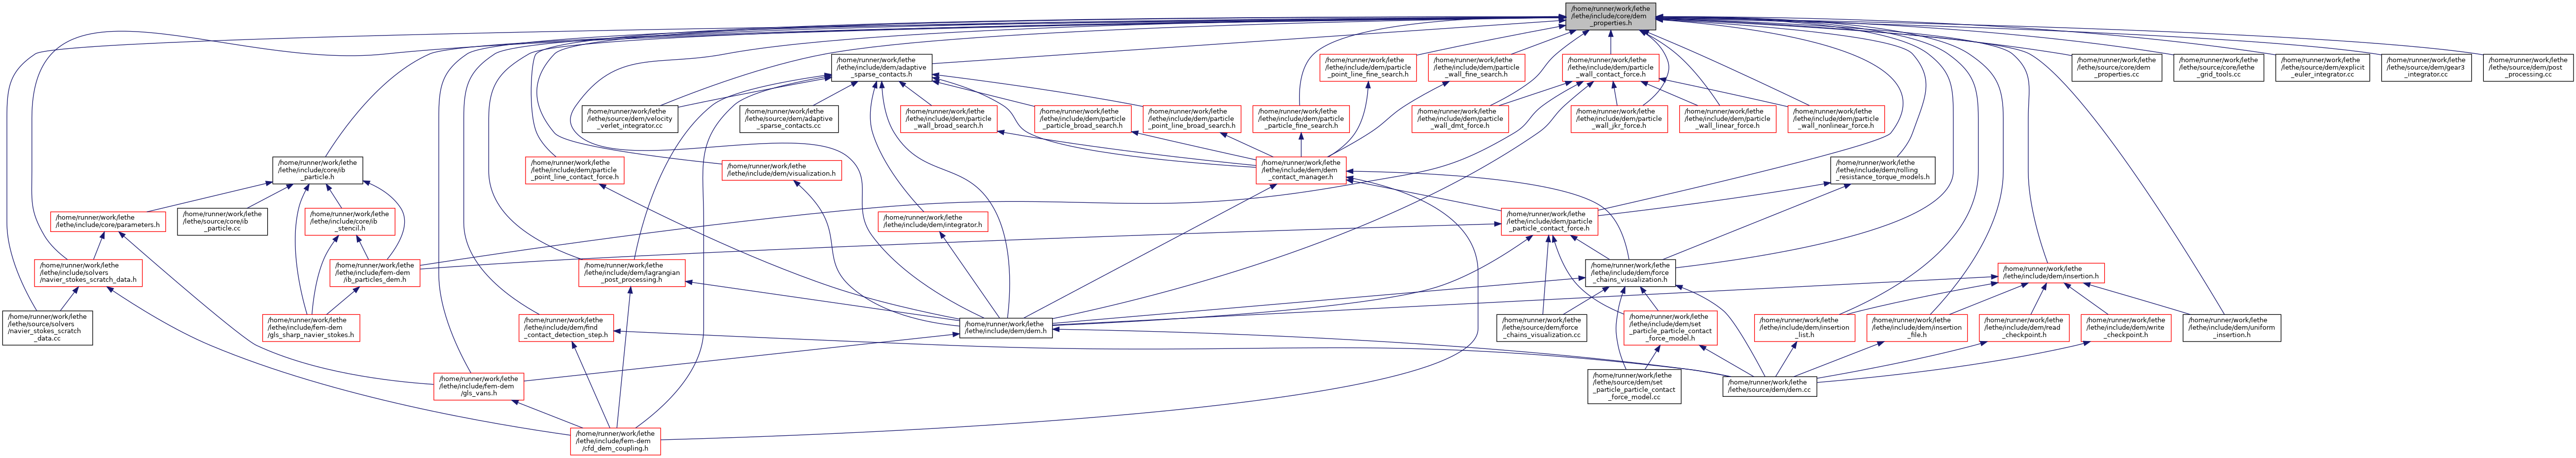 /home/runner/work/lethe
/lethe/include/core/dem
_properties.h
/home/runner/work/lethe
/lethe/include/dem/adaptive
_sparse_contacts.h
/home/runner/work/lethe
/lethe/include/dem/particle
_point_line_fine_search.h
/home/runner/work/lethe
/lethe/include/dem/particle
_wall_fine_search.h
/home/runner/work/lethe
/lethe/include/dem/particle
_wall_contact_force.h
/home/runner/work/lethe
/lethe/source/core/dem
_properties.cc
/home/runner/work/lethe
/lethe/source/core/lethe
_grid_tools.cc
/home/runner/work/lethe
/lethe/source/dem/explicit
_euler_integrator.cc
/home/runner/work/lethe
/lethe/source/dem/gear3
_integrator.cc
/home/runner/work/lethe
/lethe/source/dem/post
_processing.cc
/home/runner/work/lethe
/lethe/source/dem/velocity
_verlet_integrator.cc
/home/runner/work/lethe
/lethe/source/dem/adaptive
_sparse_contacts.cc
/home/runner/work/lethe
/lethe/include/dem/particle
_wall_broad_search.h
/home/runner/work/lethe
/lethe/include/dem/particle
_particle_broad_search.h
/home/runner/work/lethe
/lethe/include/dem/particle
_point_line_broad_search.h
/home/runner/work/lethe
/lethe/include/dem/particle
_particle_fine_search.h
/home/runner/work/lethe
/lethe/include/dem/particle
_wall_dmt_force.h
/home/runner/work/lethe
/lethe/include/dem/particle
_wall_jkr_force.h
/home/runner/work/lethe
/lethe/include/dem/particle
_wall_linear_force.h
/home/runner/work/lethe
/lethe/include/dem/particle
_wall_nonlinear_force.h
/home/runner/work/lethe
/lethe/include/core/ib
_particle.h
/home/runner/work/lethe
/lethe/include/dem/particle
_point_line_contact_force.h
/home/runner/work/lethe
/lethe/include/dem/visualization.h
/home/runner/work/lethe
/lethe/include/dem/dem
_contact_manager.h
/home/runner/work/lethe
/lethe/include/dem/rolling
_resistance_torque_models.h
/home/runner/work/lethe
/lethe/include/core/parameters.h
/home/runner/work/lethe
/lethe/source/core/ib
_particle.cc
/home/runner/work/lethe
/lethe/include/core/ib
_stencil.h
/home/runner/work/lethe
/lethe/include/dem/integrator.h
/home/runner/work/lethe
/lethe/include/dem/particle
_particle_contact_force.h
/home/runner/work/lethe
/lethe/include/solvers
/navier_stokes_scratch_data.h
/home/runner/work/lethe
/lethe/include/fem-dem
/ib_particles_dem.h
/home/runner/work/lethe
/lethe/include/dem/lagrangian
_post_processing.h
/home/runner/work/lethe
/lethe/include/dem/force
_chains_visualization.h
/home/runner/work/lethe
/lethe/include/dem/insertion.h
/home/runner/work/lethe
/lethe/source/solvers
/navier_stokes_scratch
_data.cc
/home/runner/work/lethe
/lethe/include/fem-dem
/gls_sharp_navier_stokes.h
/home/runner/work/lethe
/lethe/include/dem/find
_contact_detection_step.h
/home/runner/work/lethe
/lethe/include/dem/dem.h
/home/runner/work/lethe
/lethe/source/dem/force
_chains_visualization.cc
/home/runner/work/lethe
/lethe/include/dem/set
_particle_particle_contact
_force_model.h
/home/runner/work/lethe
/lethe/include/dem/insertion
_list.h
/home/runner/work/lethe
/lethe/include/dem/insertion
_file.h
/home/runner/work/lethe
/lethe/include/dem/read
_checkpoint.h
/home/runner/work/lethe
/lethe/include/dem/write
_checkpoint.h
/home/runner/work/lethe
/lethe/include/dem/uniform
_insertion.h
/home/runner/work/lethe
/lethe/include/fem-dem
/gls_vans.h
/home/runner/work/lethe
/lethe/source/dem/set
_particle_particle_contact
_force_model.cc
/home/runner/work/lethe
/lethe/source/dem/dem.cc
/home/runner/work/lethe
/lethe/include/fem-dem
/cfd_dem_coupling.h